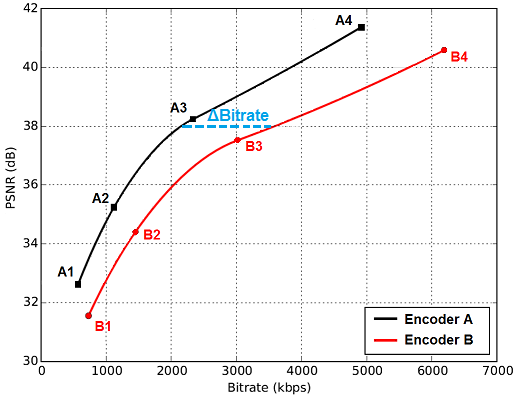 42
40
38
36
34
32
30
PSNR (dB)
A4
B4
A3
ΔBitrate
B3
A2
B2
A1
B1
Encoder A
Encoder B
0 1000 2000 3000 4000 5000 6000 7000
Bitrate (kbps)